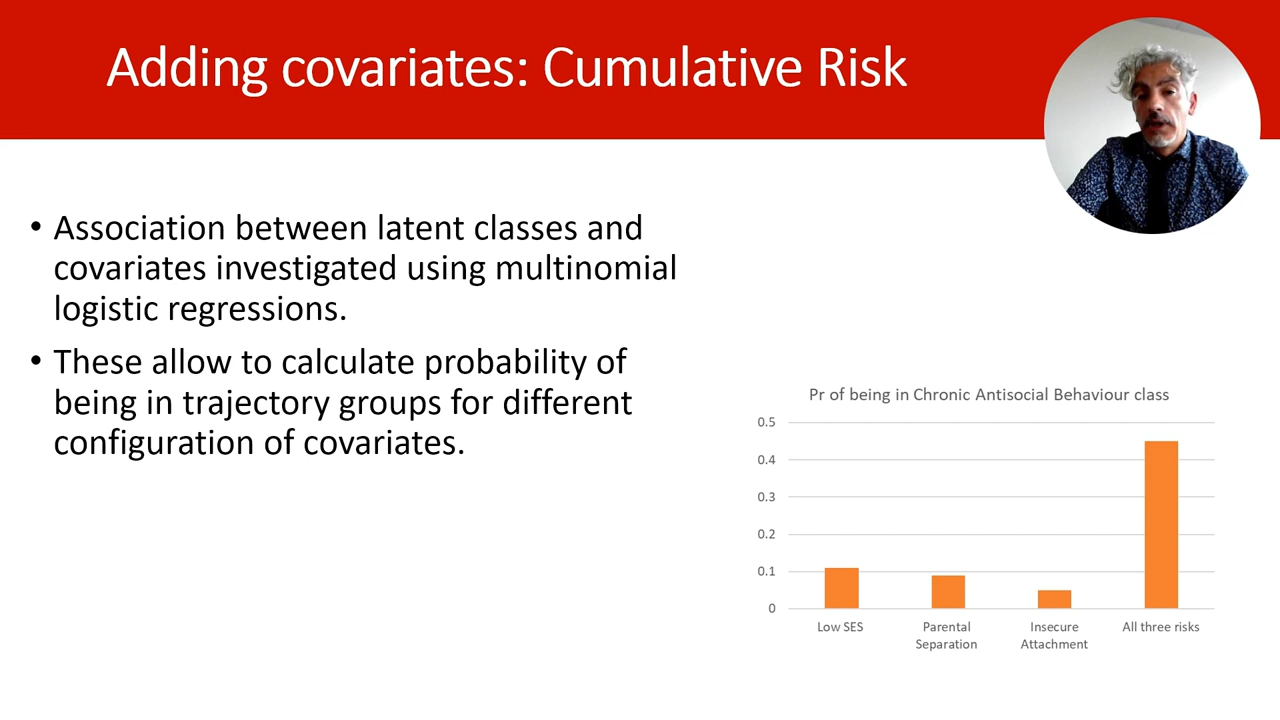 Adding covariates: Cumulative Risk
• Association between latent classes and
covariates investigated using multinomial
logistic regressions.
• These allow to calculate probability of
being in trajectory groups for different
configuration of covariates.
Pr of being in Chronic Antisocial Behaviour class
0.5
0.4
0.3
0.2
0.1
0
Low SES
Parental
Separation
Insecure
Attachment
All three risks